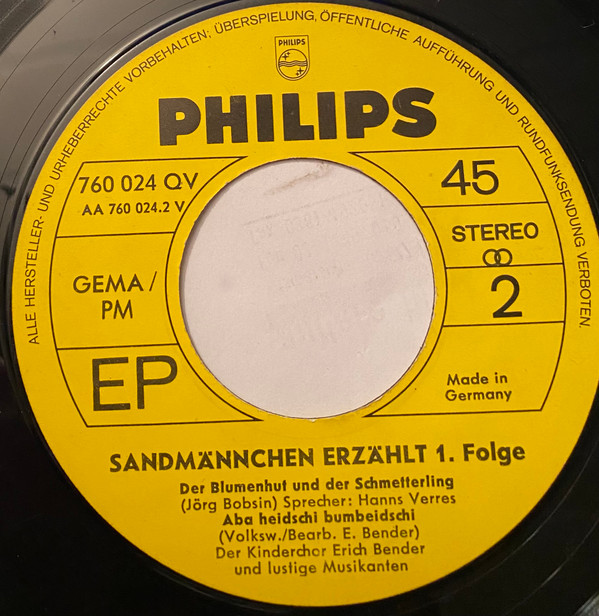 ALLE HERSTELLER- UND URHEBERRECHTE VORBEHALTEN; ÜBERSPIELUNG, ÖFFENTLICHE AUFFÜHRUNG UND RUNDFUNKSENDUNG VERBOTEN.
PHILIPS
PHILIPS
760 024 QV
AA 760 024.2 V
45
STEREO
GEMA/
PM
2
EP
Made in
Germany
SANDMÄNNCHEN ERZÄHLT 1. Folge
Der Blumenhut und der Schmetterling
(Jörg Bobsin) Sprecher: Hanns Verres
Aba heidschi bumbeidschi
(Volksw./Bearb. E. Bender)
Der Kinderchor Erich Bender
und lustige Musikanten